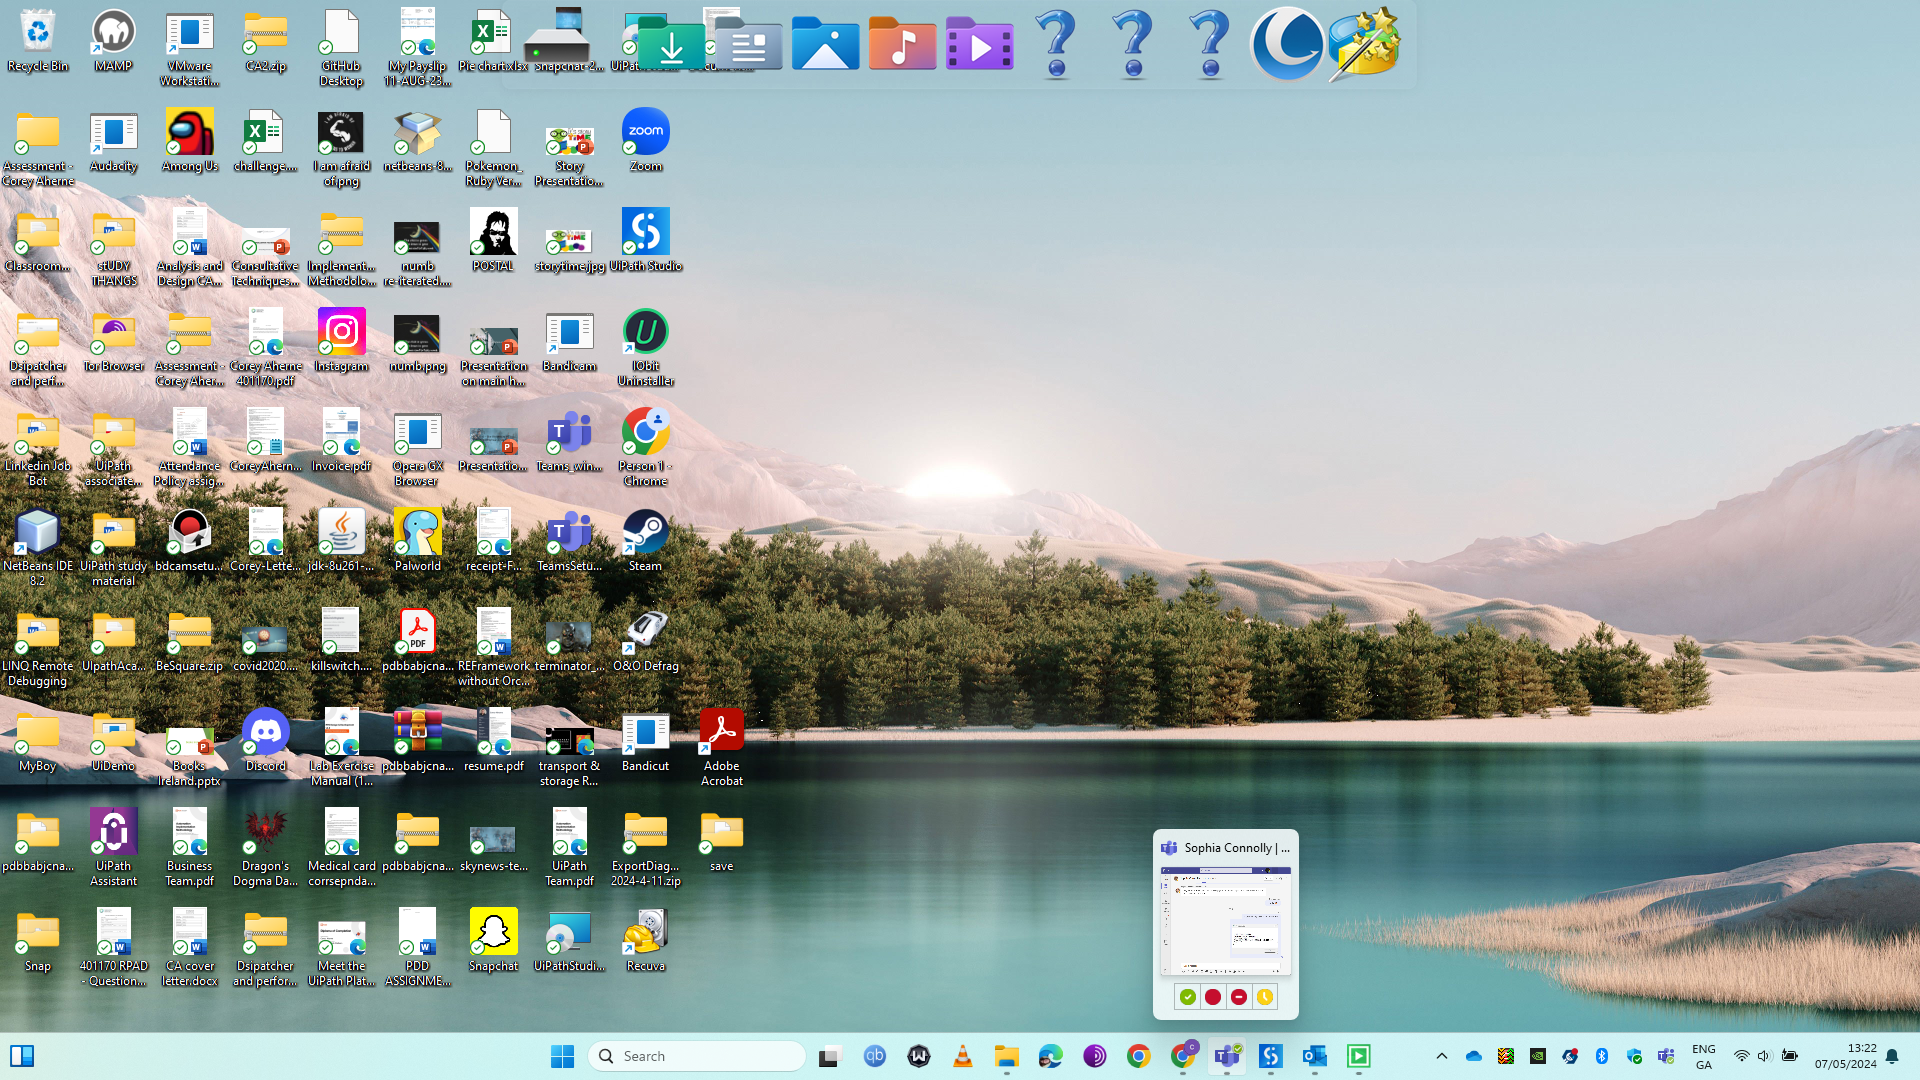 Recycle Bin
MAMP
VMware
Workstati...
CA2.zip
GitHub
Desktop
My Payslip
11-AUG-23...
Pie chart.xlsx
Snapchat-2...
Assessment -
Corey Aherne
Audacity
Among Us
challenge....
I AM AFRAID
I am afraid
of.png
netbeans-8...
Pokemon_
Ruby Ver...
Story
Presentatio...
zoom
Zoom
Classroom...
stUDY
THANGS
Analysis and
Design CA...
Consultative
Techniques...
Implement...
Methodolo...
numb
re-iterated....
POSTAL
storytime.jpg
UiPath Studio
Dsipatcher
and perf...
Tor Browser
Assessment -
Corey Aher...
Corey Aherne
401170.pdf
Instagram
numb.png
Presentation
on main h...
Bandicam
IObit
Uninstaller
Linkedin Job
Bot
UiPath
associate...
Attendance
Policy assig...
CoreyAhern...
Invoice.pdf
Opera GX
Browser
Presentatio...
Teams_win...
Person 1 -
Chrome
NetBeans IDE
8.2
UiPath study
material
bdcamsetu...
Corey-Lette...
jdk-8u261-...
Palworld
receipt-F...
TeamsSetu...
Steam
LINQ Remote
Debugging
UIpathAca...
BeSquare.zip
covid2020....
killswitch....
PDF
pdbbabjcna...
REFramework
without Orc...
terminator_...
O&O Defrag
MyBoy
UiDemo
Books
Ireland.pptx
Discord
Lab Exercise
Manual (1...
pdbbabjcna...
resume.pdf
transport &
storage R...
Bandicut
Adobe
Acrobat
pdbbabjcna...
UiPath
Assistant
Business
Team.pdf
Dragon's
Dogma Da...
Medical card
corrsepnda...
pdbbabjcna...
skynews-te...
UiPath
Team.pdf
ExportDiag...
2024-4-11.zip
save
Snap
401170 RPAD
- Question...
CA cover
letter.docx
Dsipatcher
and perfor...
Meet the
UiPath Plat...
PDD
ASSIGNME...
Snapchat
UiPathStudi...
Recuva
Sophia Connolly | ...
Search
ENG
GA
13:22
07/05/2024